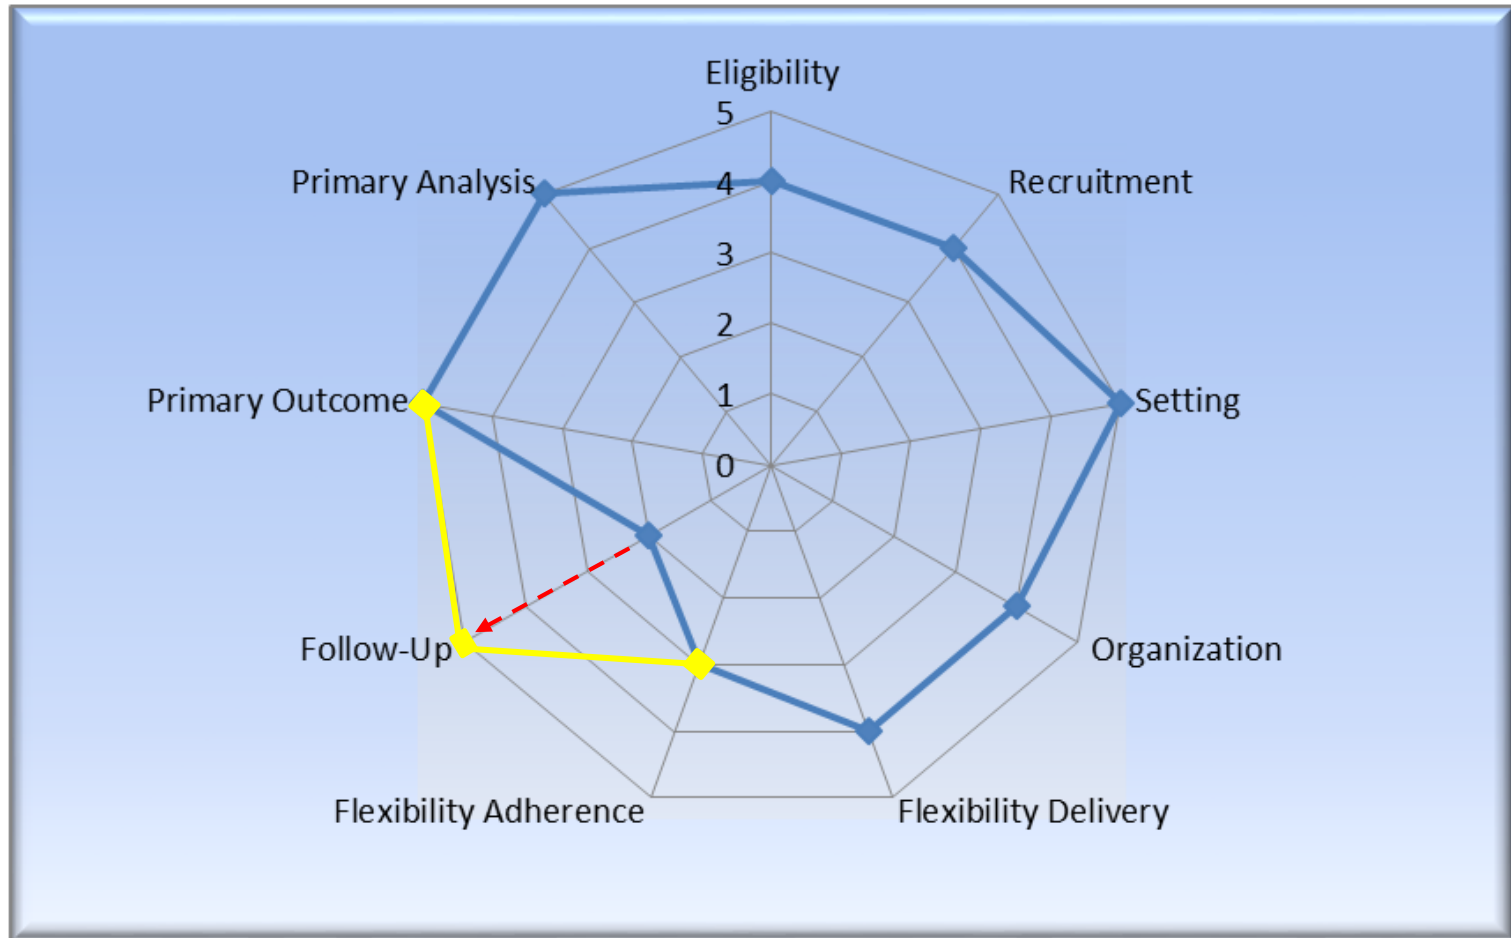 Eligibility
5
Primary Analysis
Recruitment
4
3
2
1
Primary Outcome
Setting
0
Follow-Up
Organization
Flexibility Adherence
Flexibility Delivery